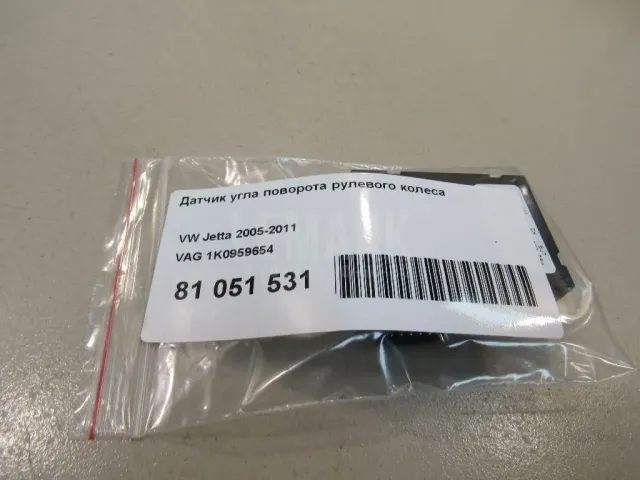 Датчик угла поворота рулевого колеса
VW Jetta 2005-2011
VAG 1K0959654
81 051 531